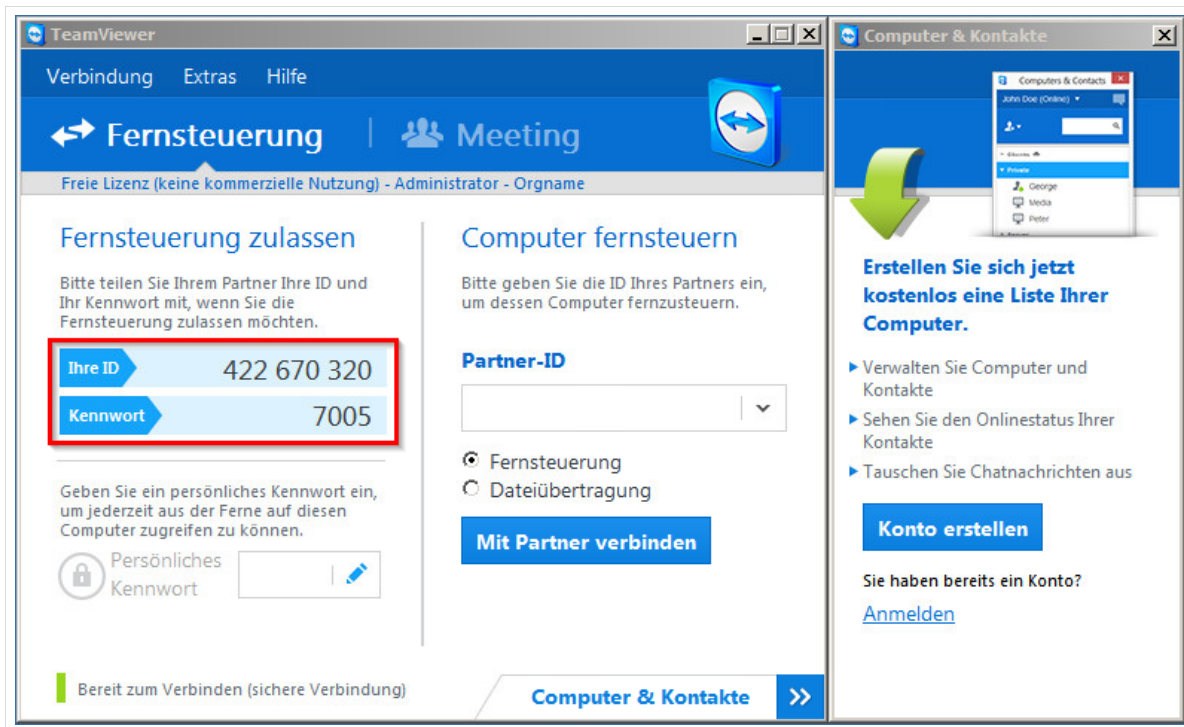 TeamViewer
Verbindung Extras Hilfe
Fernsteuerung
Meeting
Freie Lizenz (keine kommerzielle Nutzung) - Administrator - Orgname
Fernsteuerung zulassen
Bitte teilen Sie Ihrem Partner Ihre ID und
Ihr Kennwort mit, wenn Sie die
Fernsteuerung zulassen möchten.
Ihre ID 422 670 320
Kennwort 7005
Geben Sie ein persönliches Kennwort ein,
um jederzeit aus der Ferne auf diesen
Computer zugreifen zu können.
Persönliches
Kennwort
Bereit zum Verbinden (sichere Verbindung)
Computer fernsteuern
Bitte geben Sie die ID Ihres Partners ein,
um dessen Computer fernzusteuern.
Partner-ID
Fernsteuerung
Dateiübertragung
Mit Partner verbinden
Computer & Kontakte
Computer & Kontakte
Computers & Contacts
John Doe (Online)
Private
George
Media
Peter
Erstellen Sie sich jetzt
kostenlos eine Liste Ihrer
Computer.
Verwalten Sie Computer und
Kontakte
Sehen Sie den Onlinestatus Ihrer
Kontakte
Tauschen Sie Chatnachrichten aus
Konto erstellen
Sie haben bereits ein Konto?
Anmelden